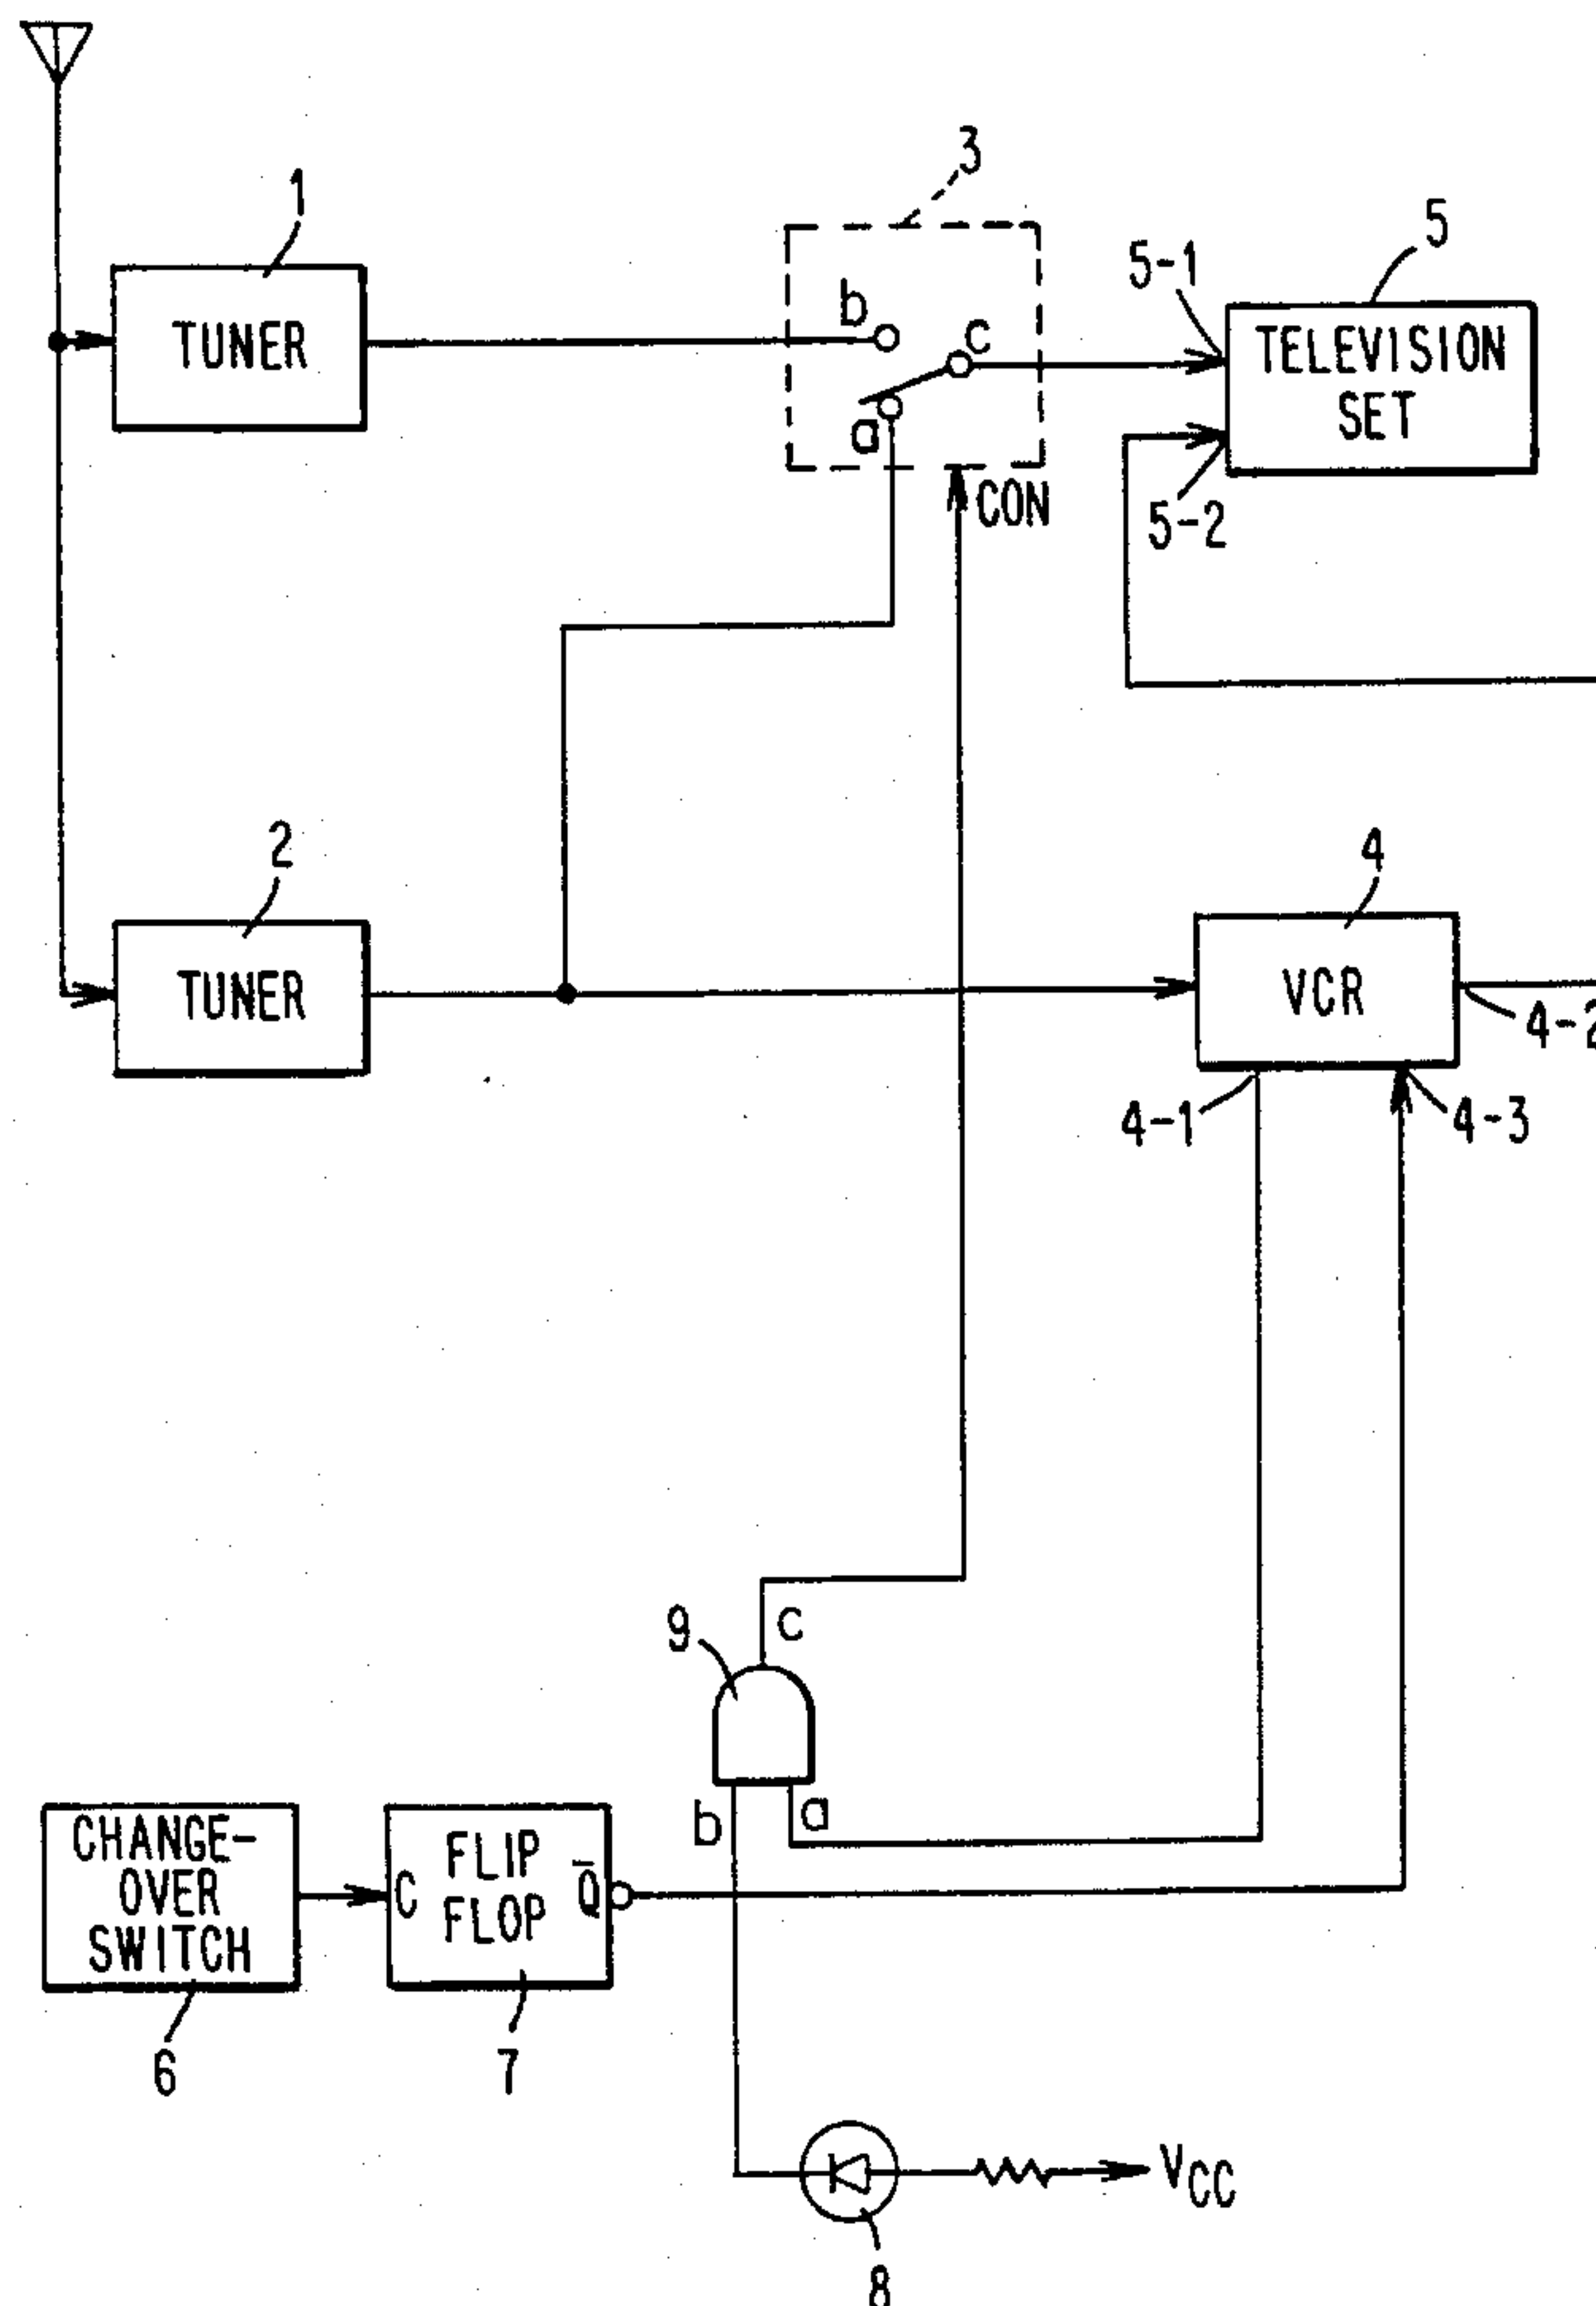 3
1
5
5-1
b
c
TUNER
TELEVISION
SET
a
CON
5-2
2
4
TUNER
VCR
4-2
4-1
4-3
9
c
b
a
CHANGE-
OVER
SWITCH
C
FLIP
FLOP
Q̄
6
7
VCC
8